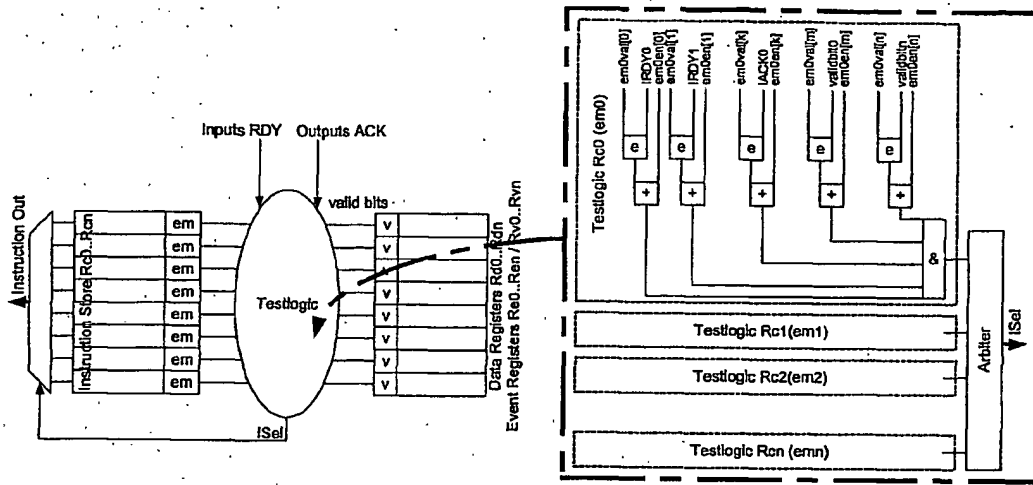 Inputs RDY
Outputs ACK
valid bits
Instruction Out
Instruction Store Rc0..Rcn
em
em
em
em
em
em
em
em
Testlogic
v
v
v
v
v
v
v
v
Data Registers Rd0..Rdn
Event Registers Re0..Ren / Rv0..Rvn
ISel
Testlogic Rc0 (em0)
em0val[0]
IRDY0
em0en[0]
em0val[1]
IRDY1
em0en[1]
em0val[k]
IACK0
em0en[k]
em0val[m]
validbit0
em0en[m]
em0val[n]
validbitn
em0en[n]
e
e
e
e
e
+
+
+
+
+
&
Testlogic Rc1(em1)
Testlogic Rc2(em2)
Testlogic Rcn (emn)
Arbiter
ISel